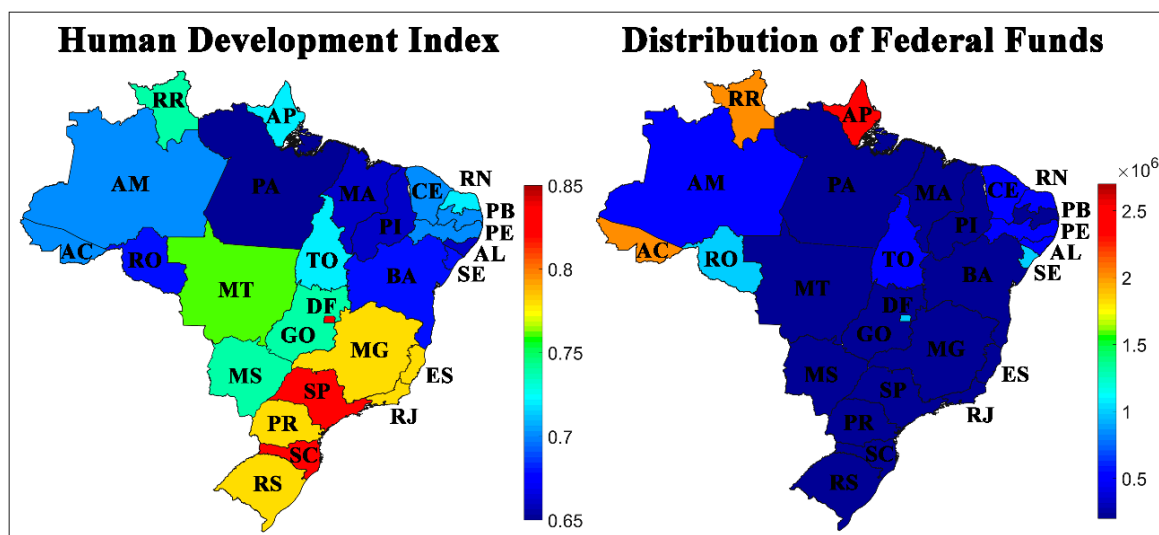 Human Development Index
RR
AP
AM
PA
MA
CE
RN
PB
PI
PE
AC
RO
TO
BA
AL
SE
MT
DF
GO
MG
MS
ES
SP
RJ
PR
SC
RS
0.85
0.8
0.75
0.7
0.65
Distribution of Federal Funds
RR
AP
AM
PA
MA
CE
RN
PB
PI
PE
AC
RO
TO
BA
AL
SE
MT
DF
GO
MG
MS
ES
SP
RJ
PR
SC
RS
×10⁶
2.5
2
1.5
1
0.5